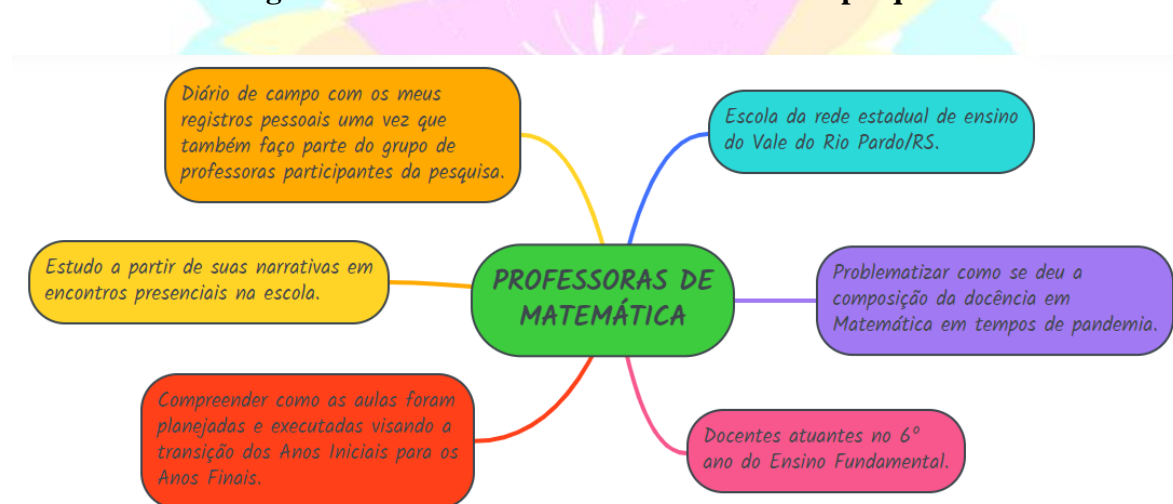 Diário de campo com os meus
registros pessoais uma vez que
também faço parte do grupo de
professoras participantes da pesquisa.
Escola da rede estadual de ensino
do Vale do Rio Pardo/RS.
Estudo a partir de suas narrativas em
encontros presenciais na escola.
PROFESSORAS DE
MATEMÁTICA
Problematizar como se deu a
composição da docência em
Matemática em tempos de pandemia.
Compreender como as aulas foram
planejadas e executadas visando a
transição dos Anos Iniciais para os
Anos Finais.
Docentes atuantes no 6º
ano do Ensino Fundamental.